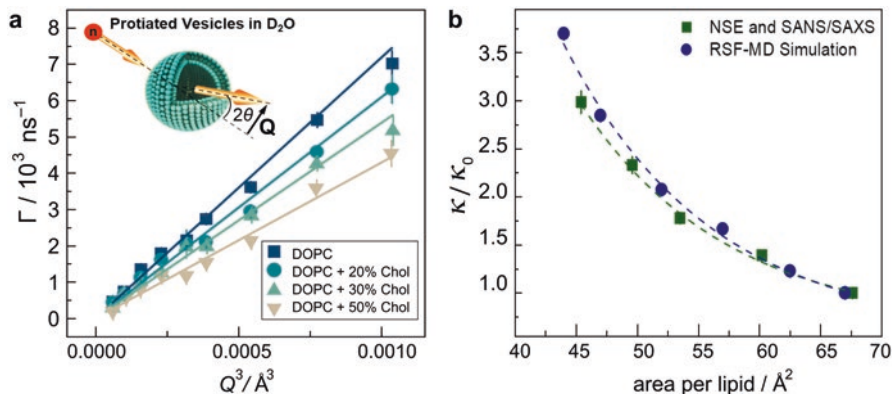 a
Protiated Vesicles in D₂O
n
2θ
Q
Γ / 10³ ns⁻¹
8
7
6
5
4
3
2
1
0
DOPC
DOPC + 20% Chol
DOPC + 30% Chol
DOPC + 50% Chol
0.0000 0.0005 0.0010
Q³/ Å³
b
NSE and SANS/SAXS
RSF-MD Simulation
κ / κ₀
3.5
3.0
2.5
2.0
1.5
1.0
40 45 50 55 60 65 70
area per lipid / Å²